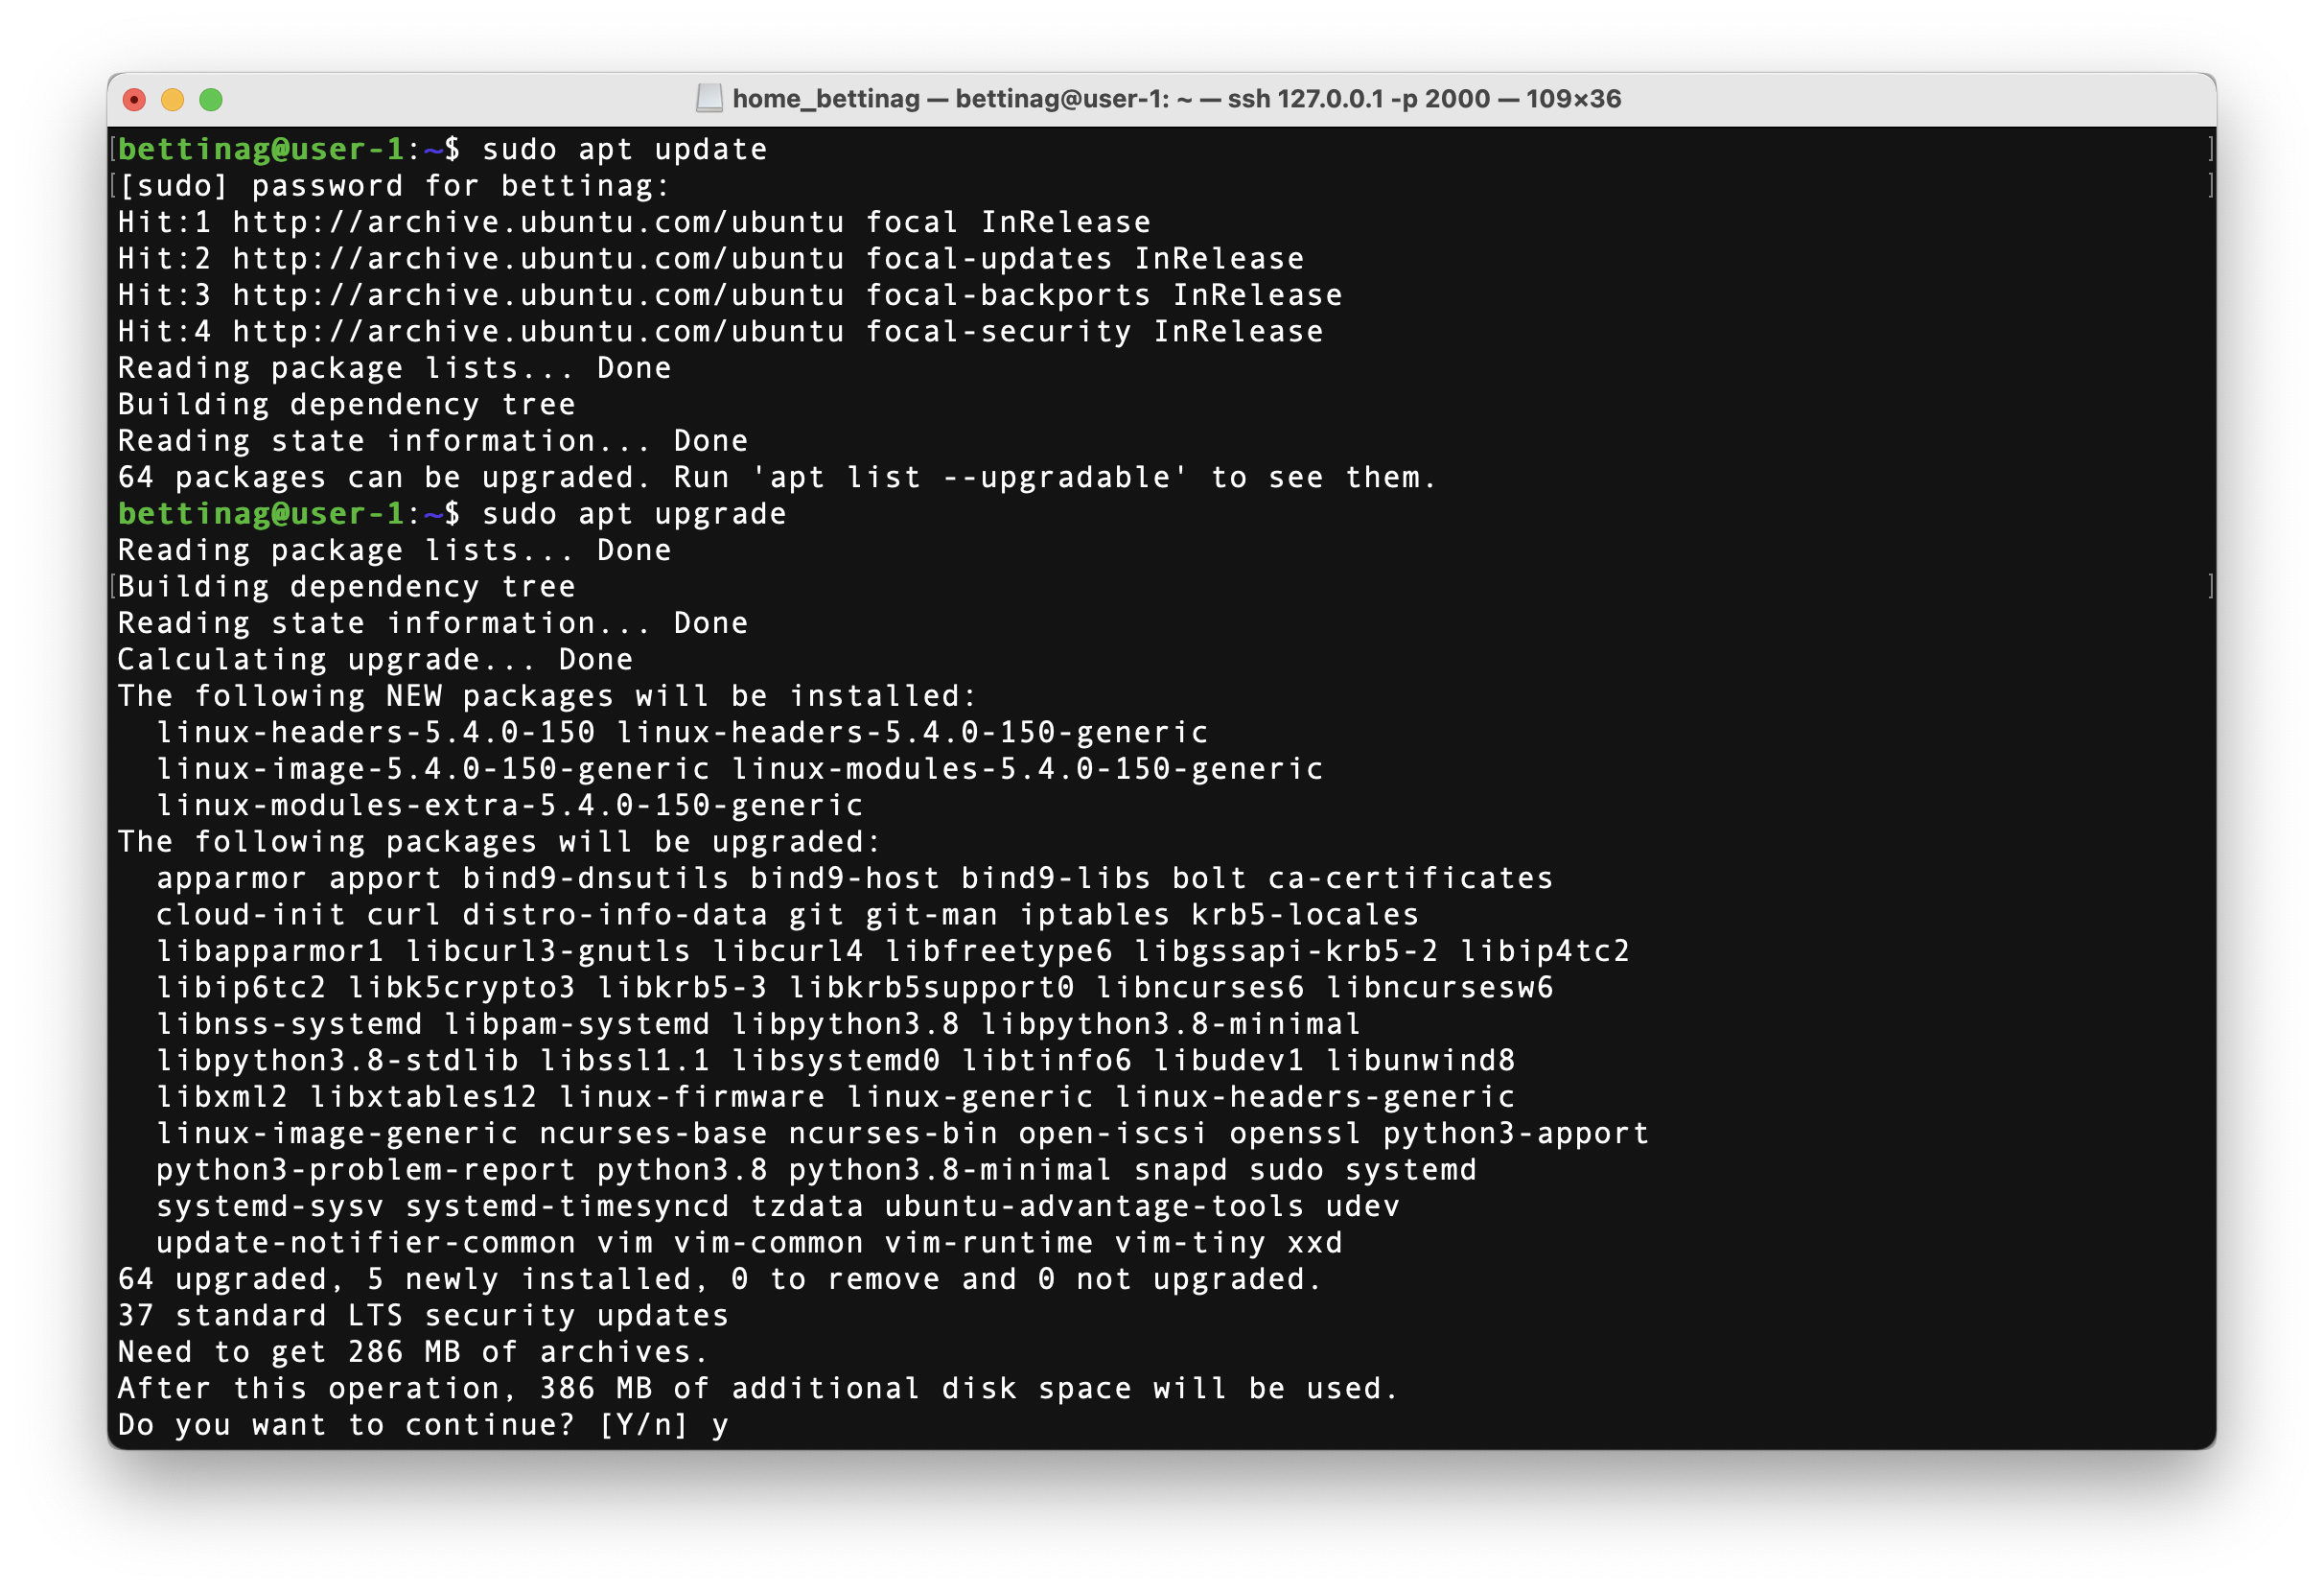 home_bettinag — bettinag@user-1: ~ — ssh 127.0.0.1 -p 2000 — 109×36
[bettinag@user-1:~$ sudo apt update ]
[[sudo] password for bettinag: ]
Hit:1 http://archive.ubuntu.com/ubuntu focal InRelease
Hit:2 http://archive.ubuntu.com/ubuntu focal-updates InRelease
Hit:3 http://archive.ubuntu.com/ubuntu focal-backports InRelease
Hit:4 http://archive.ubuntu.com/ubuntu focal-security InRelease
Reading package lists... Done
Building dependency tree
Reading state information... Done
64 packages can be upgraded. Run 'apt list --upgradable' to see them.
bettinag@user-1:~$ sudo apt upgrade
Reading package lists... Done
[Building dependency tree ]
Reading state information... Done
Calculating upgrade... Done
The following NEW packages will be installed:
  linux-headers-5.4.0-150 linux-headers-5.4.0-150-generic
  linux-image-5.4.0-150-generic linux-modules-5.4.0-150-generic
  linux-modules-extra-5.4.0-150-generic
The following packages will be upgraded:
  apparmor apport bind9-dnsutils bind9-host bind9-libs bolt ca-certificates
  cloud-init curl distro-info-data git git-man iptables krb5-locales
  libapparmor1 libcurl3-gnutls libcurl4 libfreetype6 libgssapi-krb5-2 libip4tc2
  libip6tc2 libk5crypto3 libkrb5-3 libkrb5support0 libncurses6 libncursesw6
  libnss-systemd libpam-systemd libpython3.8 libpython3.8-minimal
  libpython3.8-stdlib libssl1.1 libsystemd0 libtinfo6 libudev1 libunwind8
  libxml2 libxtables12 linux-firmware linux-generic linux-headers-generic
  linux-image-generic ncurses-base ncurses-bin open-iscsi openssl python3-apport
  python3-problem-report python3.8 python3.8-minimal snapd sudo systemd
  systemd-sysv systemd-timesyncd tzdata ubuntu-advantage-tools udev
  update-notifier-common vim vim-common vim-runtime vim-tiny xxd
64 upgraded, 5 newly installed, 0 to remove and 0 not upgraded.
37 standard LTS security updates
Need to get 286 MB of archives.
After this operation, 386 MB of additional disk space will be used.
Do you want to continue? [Y/n] y